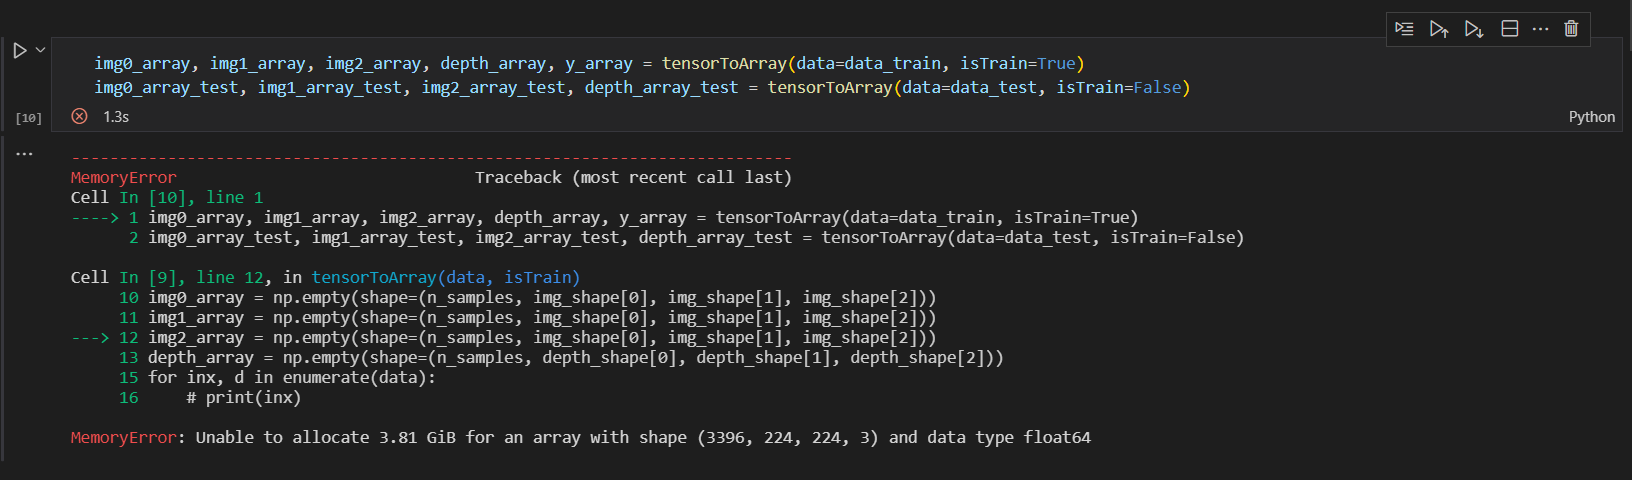 img0_array, img1_array, img2_array, depth_array, y_array = tensorToArray(data=data_train, isTrain=True)
img0_array_test, img1_array_test, img2_array_test, depth_array_test = tensorToArray(data=data_test, isTrain=False)
[10] 1.3s Python
---------------------------------------------------------------------------
MemoryError Traceback (most recent call last)
Cell In [10], line 1
----> 1 img0_array, img1_array, img2_array, depth_array, y_array = tensorToArray(data=data_train, isTrain=True)
2 img0_array_test, img1_array_test, img2_array_test, depth_array_test = tensorToArray(data=data_test, isTrain=False)
Cell In [9], line 12, in tensorToArray(data, isTrain)
10 img0_array = np.empty(shape=(n_samples, img_shape[0], img_shape[1], img_shape[2]))
11 img1_array = np.empty(shape=(n_samples, img_shape[0], img_shape[1], img_shape[2]))
---> 12 img2_array = np.empty(shape=(n_samples, img_shape[0], img_shape[1], img_shape[2]))
13 depth_array = np.empty(shape=(n_samples, depth_shape[0], depth_shape[1], depth_shape[2]))
15 for inx, d in enumerate(data):
16 # print(inx)
MemoryError: Unable to allocate 3.81 GiB for an array with shape (3396, 224, 224, 3) and data type float64